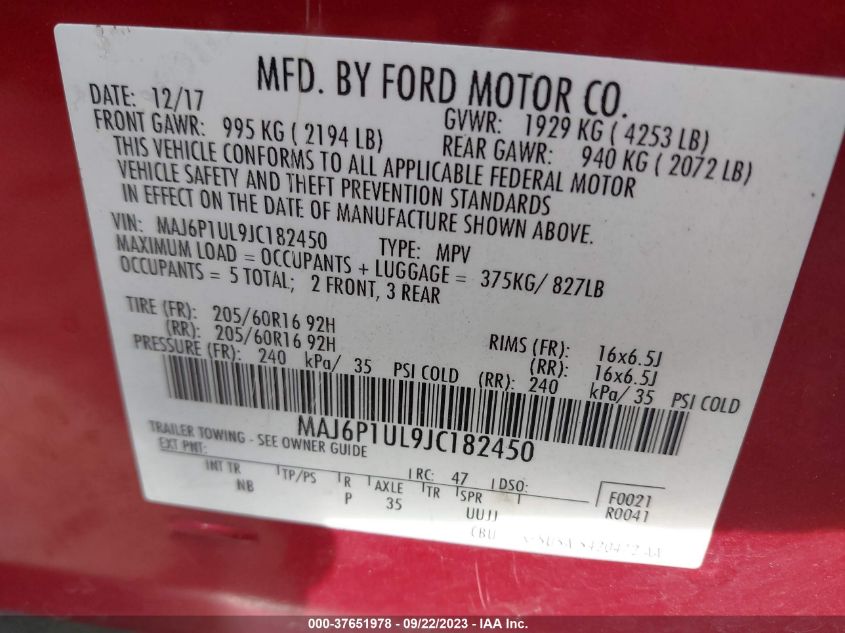 MFD. BY FORD MOTOR CO.
DATE: 12/17 GVWR: 1929 KG ( 4253 LB)
FRONT GAWR: 995 KG ( 2194 LB) REAR GAWR: 940 KG ( 2072 LB)
THIS VEHICLE CONFORMS TO ALL APPLICABLE FEDERAL MOTOR
VEHICLE SAFETY AND THEFT PREVENTION STANDARDS
IN EFFECT ON THE DATE OF MANUFACTURE SHOWN ABOVE.
VIN: MAJ6P1UL9JC182450 TYPE: MPV
MAXIMUM LOAD = OCCUPANTS + LUGGAGE = 375KG/ 827LB
OCCUPANTS = 5 TOTAL; 2 FRONT, 3 REAR
TIRE (FR): 205/60R16 92H RIMS (FR): 16x6.5J
(RR): 205/60R16 92H (RR): 16x6.5J
PRESSURE (FR): 240 kPa/ 35 PSI COLD (RR): 240 kPa/ 35 PSI COLD
MAJ6P1UL9JC182450
TRAILER TOWING - SEE OWNER GUIDE
EXT PNT: RC: 47 DSO:
INT TR TP/PS R AXLE TR SPR F0021
NB P 35 UUJJ R0041
CBU
000-37651978 - 09/22/2023 - IAA Inc.